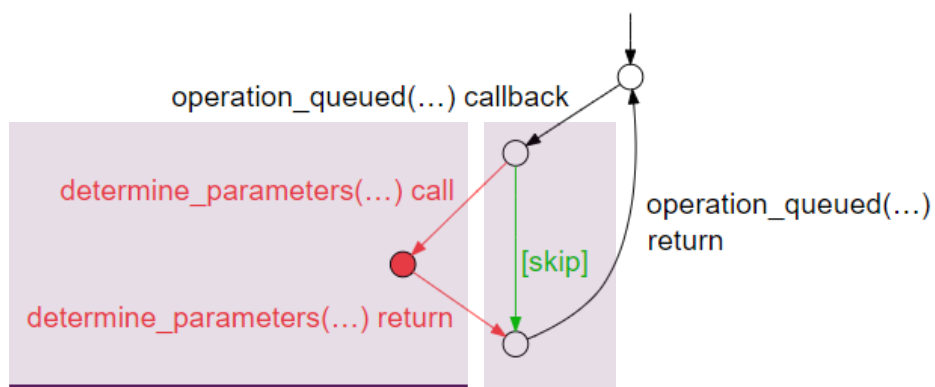 operation_queued(…) callback
determine_parameters(…) call
operation_queued(…)
return
[skip]
determine_parameters(…) return